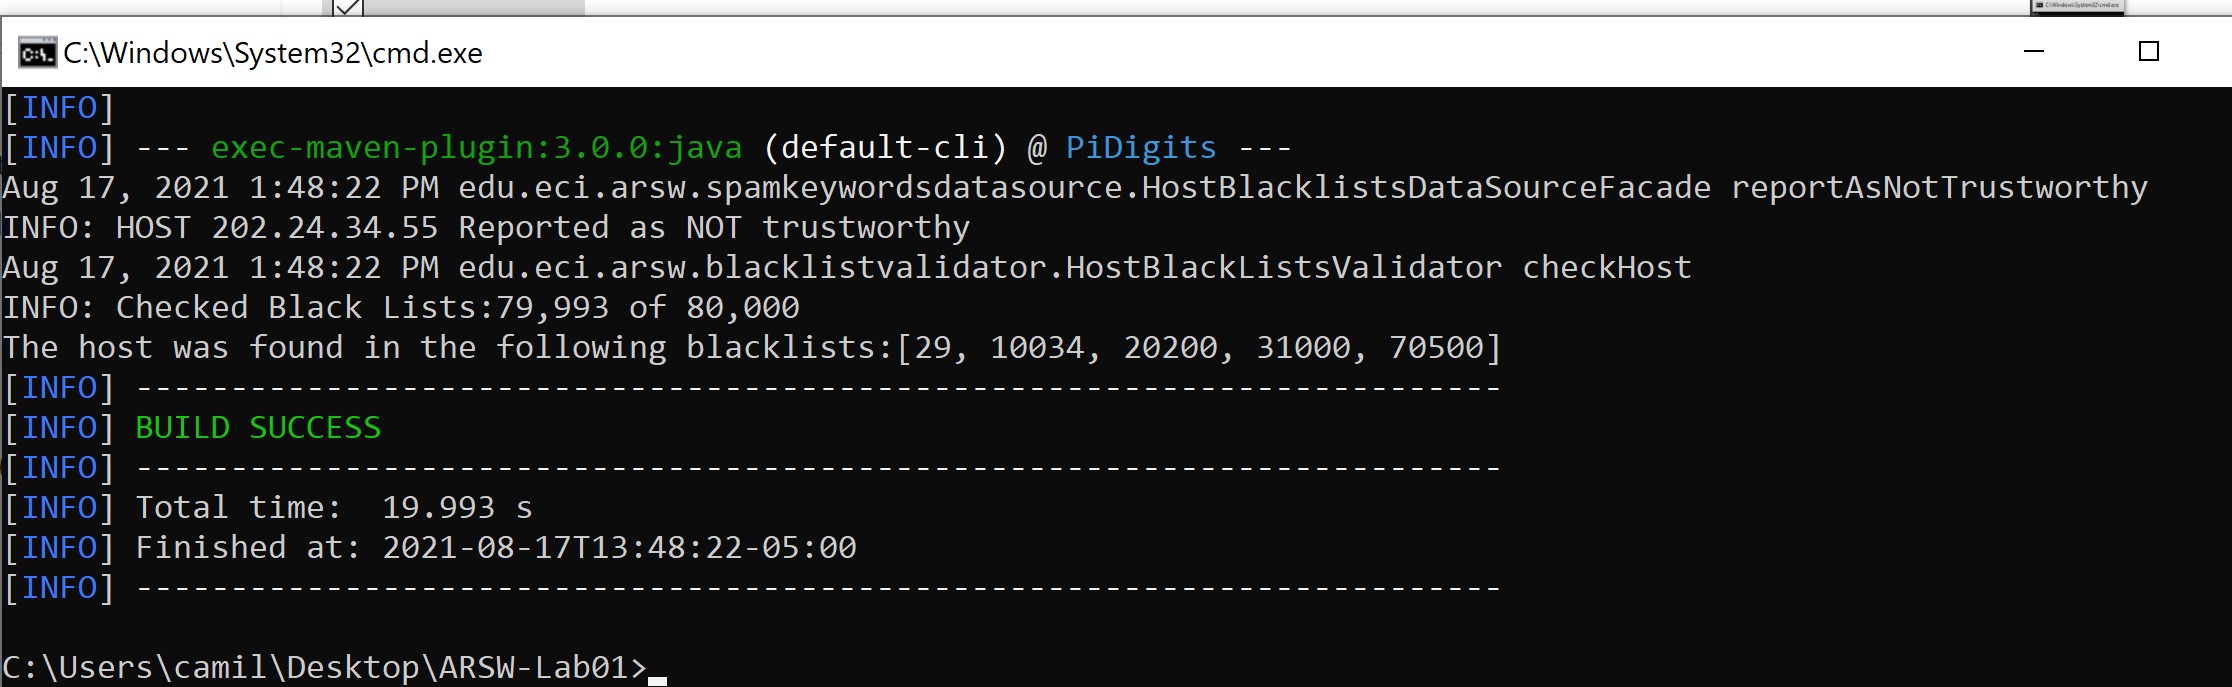 C:\Windows\System32\cmd.exe
[INFO]
[INFO] --- exec-maven-plugin:3.0.0:java (default-cli) @ PiDigits ---
Aug 17, 2021 1:48:22 PM edu.eci.arsw.spamkeywordsdatasource.HostBlacklistsDataSourceFacade reportAsNotTrustworthy
INFO: HOST 202.24.34.55 Reported as NOT trustworthy
Aug 17, 2021 1:48:22 PM edu.eci.arsw.blacklistvalidator.HostBlackListsValidator checkHost
INFO: Checked Black Lists:79,993 of 80,000
The host was found in the following blacklists:[29, 10034, 20200, 31000, 70500]
[INFO] ------------------------------------------------------------------------
[INFO] BUILD SUCCESS
[INFO] ------------------------------------------------------------------------
[INFO] Total time:  19.993 s
[INFO] Finished at: 2021-08-17T13:48:22-05:00
[INFO] ------------------------------------------------------------------------
C:\Users\camil\Desktop\ARSW-Lab01>